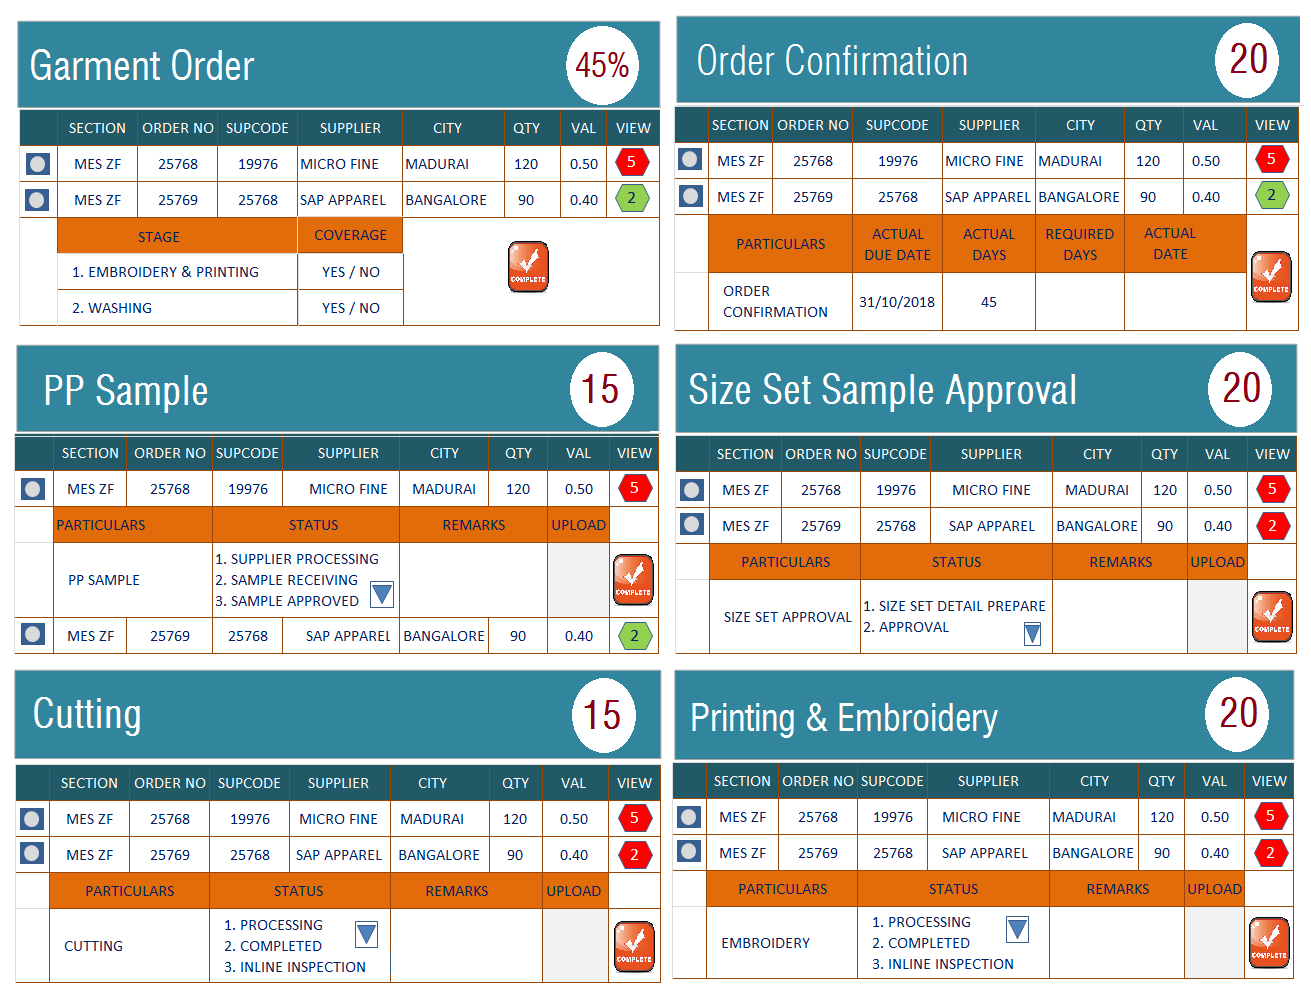 Garment Order 45%
SECTION ORDER NO SUPCODE SUPPLIER CITY QTY VAL VIEW
MES ZF 25768 19976 MICRO FINE MADURAI 120 0.50 5
MES ZF 25769 25768 SAP APPAREL BANGALORE 90 0.40 2
STAGE COVERAGE
1. EMBROIDERY & PRINTING YES / NO
COMPLETE
2. WASHING YES / NO
Order Confirmation 20
SECTION ORDER NO SUPCODE SUPPLIER CITY QTY VAL VIEW
MES ZF 25768 19976 MICRO FINE MADURAI 120 0.50 5
MES ZF 25769 25768 SAP APPAREL BANGALORE 90 0.40 2
PARTICULARS ACTUAL DUE DATE ACTUAL DAYS REQUIRED DAYS ACTUAL DATE
COMPLETE
ORDER CONFIRMATION 31/10/2018 45
PP Sample 15
SECTION ORDER NO SUPCODE SUPPLIER CITY QTY VAL VIEW
MES ZF 25768 19976 MICRO FINE MADURAI 120 0.50 5
PARTICULARS STATUS REMARKS UPLOAD
PP SAMPLE
1. SUPPLIER PROCESSING
2. SAMPLE RECEIVING
3. SAMPLE APPROVED
COMPLETE
MES ZF 25769 25768 SAP APPAREL BANGALORE 90 0.40 2
Size Set Sample Approval 20
SECTION ORDER NO SUPCODE SUPPLIER CITY QTY VAL VIEW
MES ZF 25768 19976 MICRO FINE MADURAI 120 0.50 5
MES ZF 25769 25768 SAP APPAREL BANGALORE 90 0.40 2
PARTICULARS STATUS REMARKS UPLOAD
SIZE SET APPROVAL
1. SIZE SET DETAIL PREPARE
2. APPROVAL
COMPLETE
Cutting 15
SECTION ORDER NO SUPCODE SUPPLIER CITY QTY VAL VIEW
MES ZF 25768 19976 MICRO FINE MADURAI 120 0.50 5
MES ZF 25769 25768 SAP APPAREL BANGALORE 90 0.40 2
PARTICULARS STATUS REMARKS UPLOAD
CUTTING
1. PROCESSING
2. COMPLETED
3. INLINE INSPECTION
COMPLETE
Printing & Embroidery 20
SECTION ORDER NO SUPCODE SUPPLIER CITY QTY VAL VIEW
MES ZF 25768 19976 MICRO FINE MADURAI 120 0.50 5
MES ZF 25769 25768 SAP APPAREL BANGALORE 90 0.40 2
PARTICULARS STATUS REMARKS UPLOAD
EMBROIDERY
1. PROCESSING
2. COMPLETED
3. INLINE INSPECTION
COMPLETE